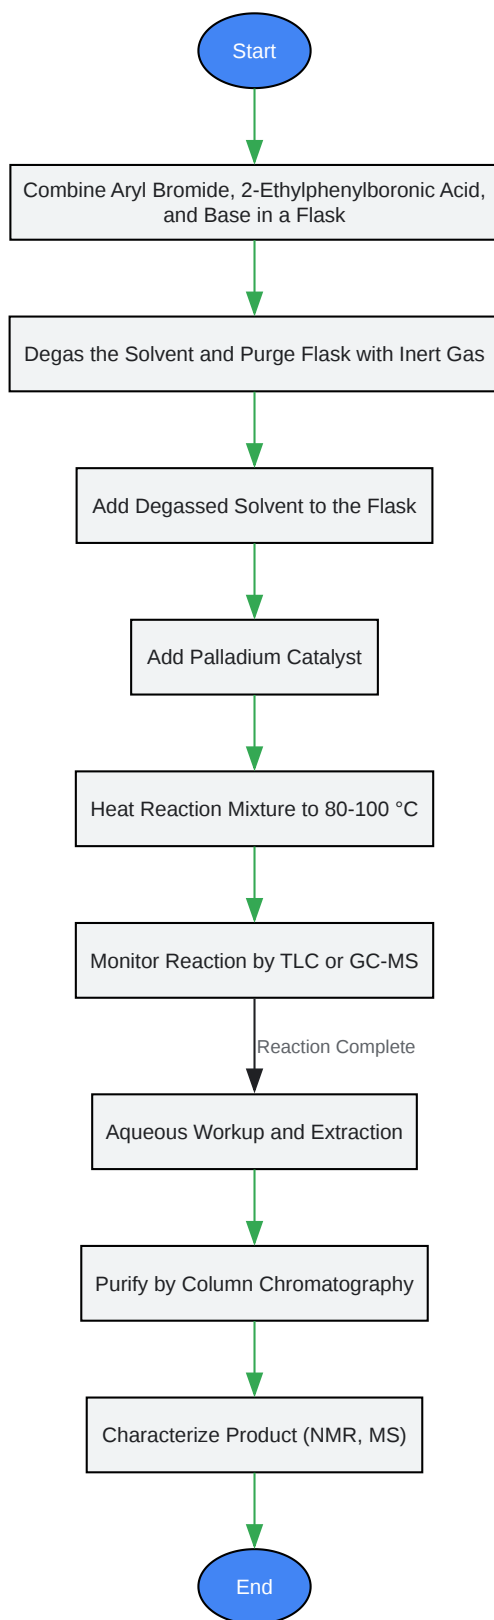 Start
Combine Aryl Bromide, 2-Ethylphenylboronic Acid,
and Base in a Flask
Degas the Solvent and Purge Flask with Inert Gas
Add Degassed Solvent to the Flask
Add Palladium Catalyst
Heat Reaction Mixture to 80-100 °C
Monitor Reaction by TLC or GC-MS
Reaction Complete
Aqueous Workup and Extraction
Purify by Column Chromatography
Characterize Product (NMR, MS)
End